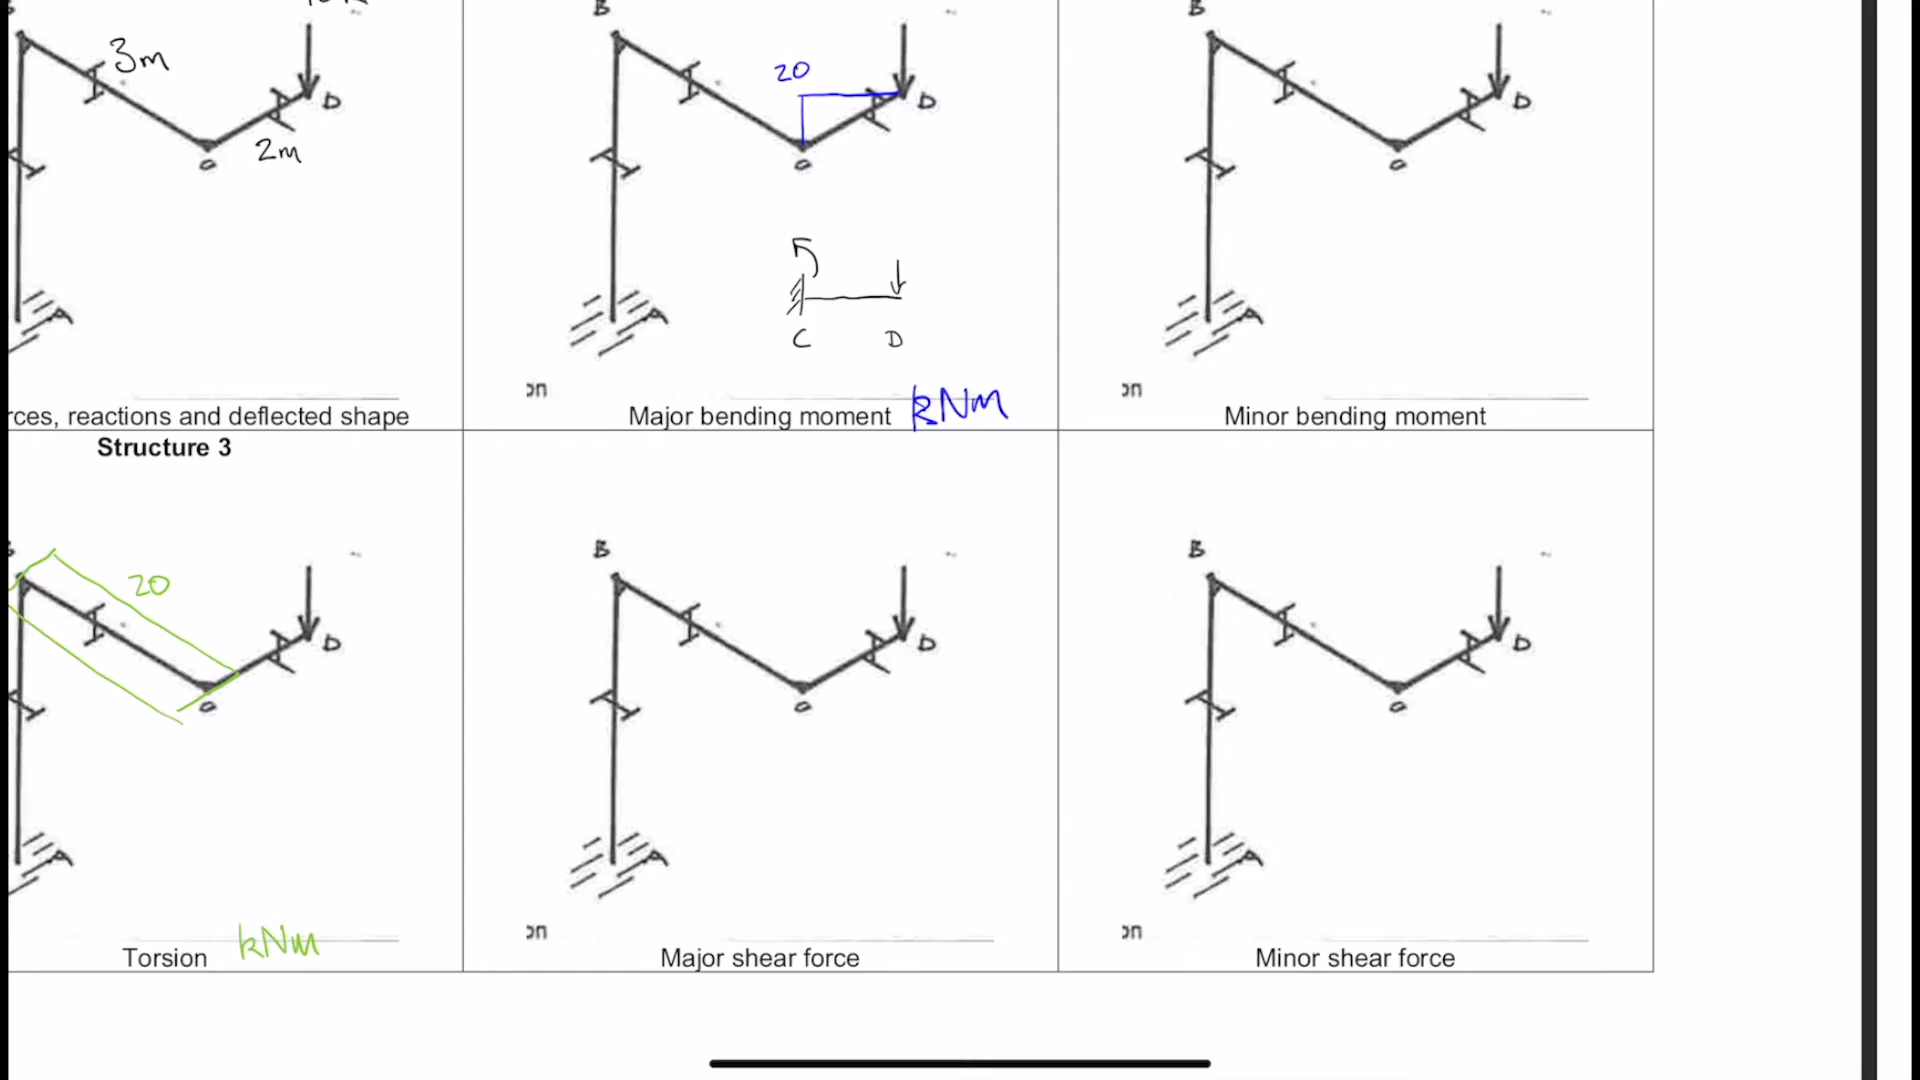 B
B
3m
20
D
D
D
2m
C
C
C
C D
on
on
rces, reactions and deflected shape
Major bending moment kNm
Minor bending moment
Structure 3
B
B
20
D
D
D
C
C
C
on
on
Torsion kNm
Major shear force
Minor shear force